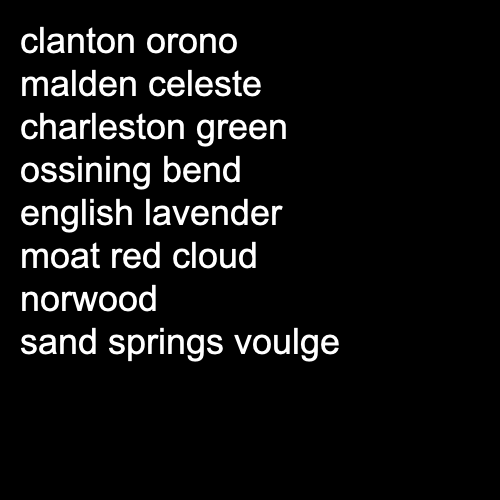 clanton orono
malden celeste
charleston green
ossining bend
english lavender
moat red cloud
norwood
sand springs voulge